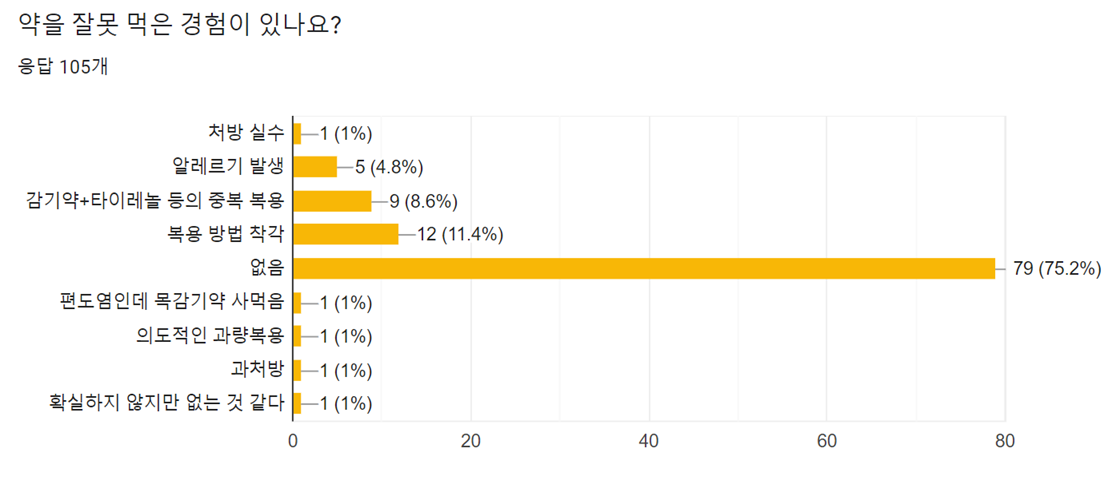 약을 잘못 먹은 경험이 있나요?
응답 105개
처방 실수 1 (1%)
알레르기 발생 5 (4.8%)
감기약+타이레놀 등의 중복 복용 9 (8.6%)
복용 방법 착각 12 (11.4%)
없음 79 (75.2%)
편도염인데 목감기약 사먹음 1 (1%)
의도적인 과량복용 1 (1%)
과처방 1 (1%)
확실하지 않지만 없는 것 같다 1 (1%)
0 20 40 60 80